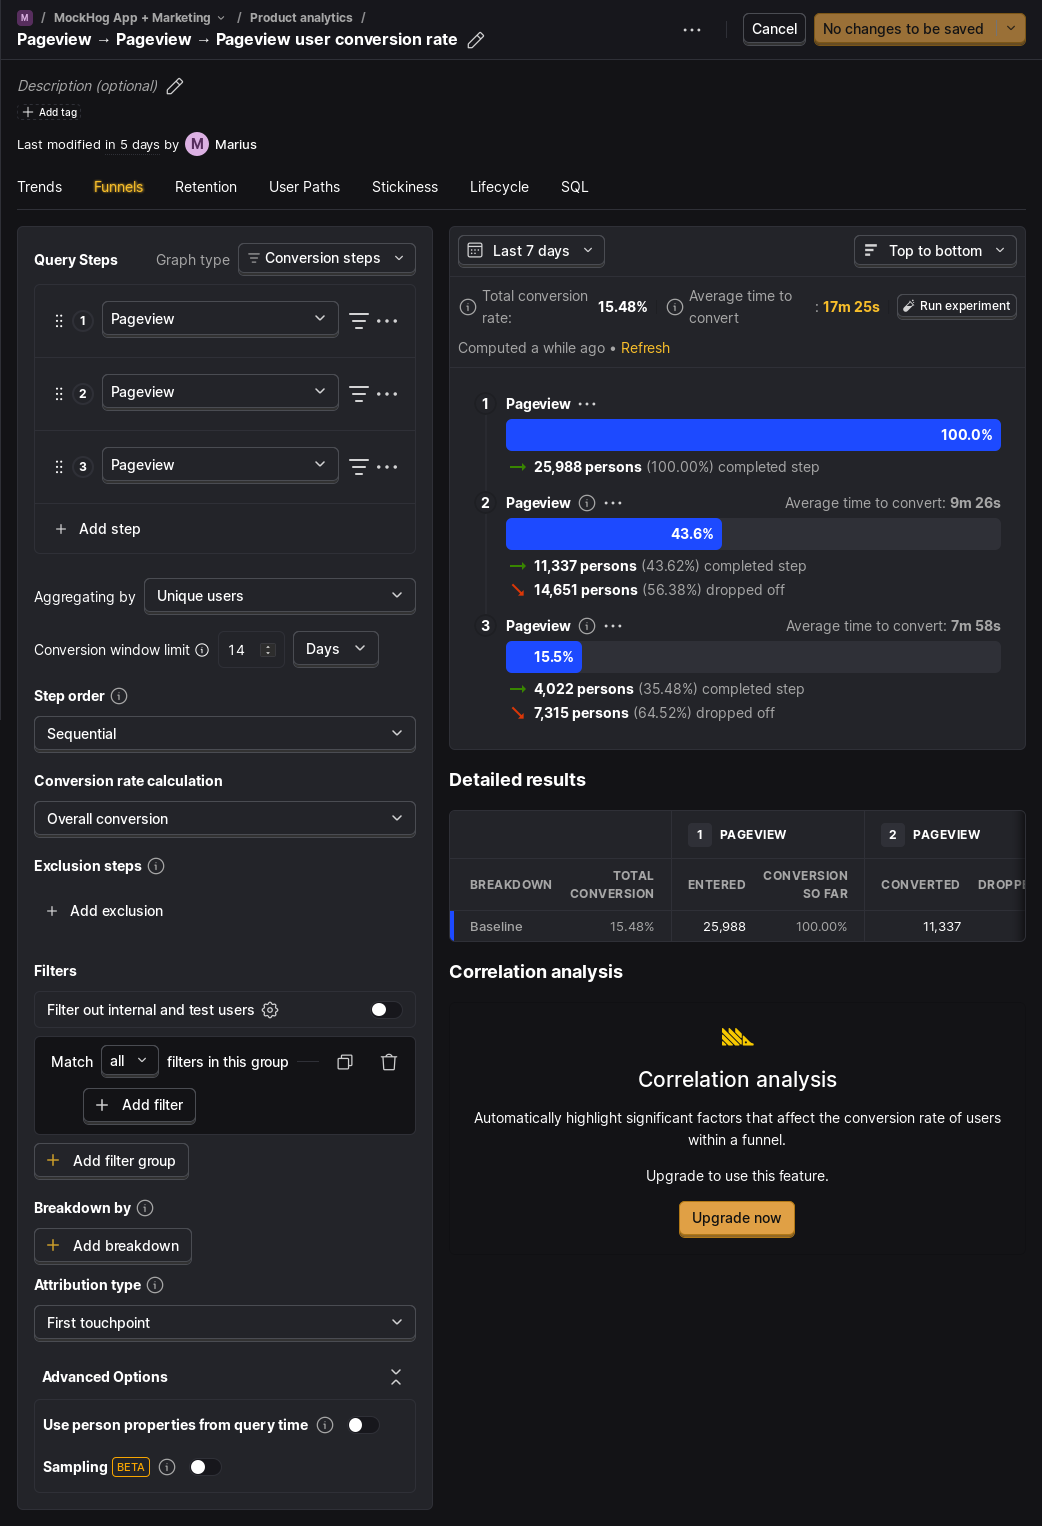 M / MockHog App + Marketing / Product analytics /
Pageview → Pageview → Pageview user conversion rate
Cancel
No changes to be saved
Description (optional)
Add tag
Last modified in 5 days by M Marius
Trends Funnels Retention User Paths Stickiness Lifecycle SQL
Query Steps Graph type Conversion steps
1 Pageview
2 Pageview
3 Pageview
Add step
Aggregating by Unique users
Conversion window limit 14 Days
Step order
Sequential
Conversion rate calculation
Overall conversion
Exclusion steps
Add exclusion
Filters
Filter out internal and test users
Match all filters in this group
Add filter
Add filter group
Breakdown by
Add breakdown
Attribution type
First touchpoint
Advanced Options
Use person properties from query time
Sampling BETA
Last 7 days
Top to bottom
Total conversion
rate:
15.48%
Average time to
convert
: 17m 25s
Run experiment
Computed a while ago • Refresh
1 Pageview
100.0%
→ 25,988 persons (100.00%) completed step
2 Pageview Average time to convert: 9m 26s
43.6%
→ 11,337 persons (43.62%) completed step
↘ 14,651 persons (56.38%) dropped off
3 Pageview Average time to convert: 7m 58s
15.5%
→ 4,022 persons (35.48%) completed step
↘ 7,315 persons (64.52%) dropped off
Detailed results
1 PAGEVIEW 2 PAGEVIEW
BREAKDOWN
TOTAL
CONVERSION
ENTERED
CONVERSION
SO FAR
CONVERTED
Baseline 15.48% 25,988 100.00% 11,337
Correlation analysis
Correlation analysis
Automatically highlight significant factors that affect the conversion rate of users
within a funnel.
Upgrade to use this feature.
Upgrade now